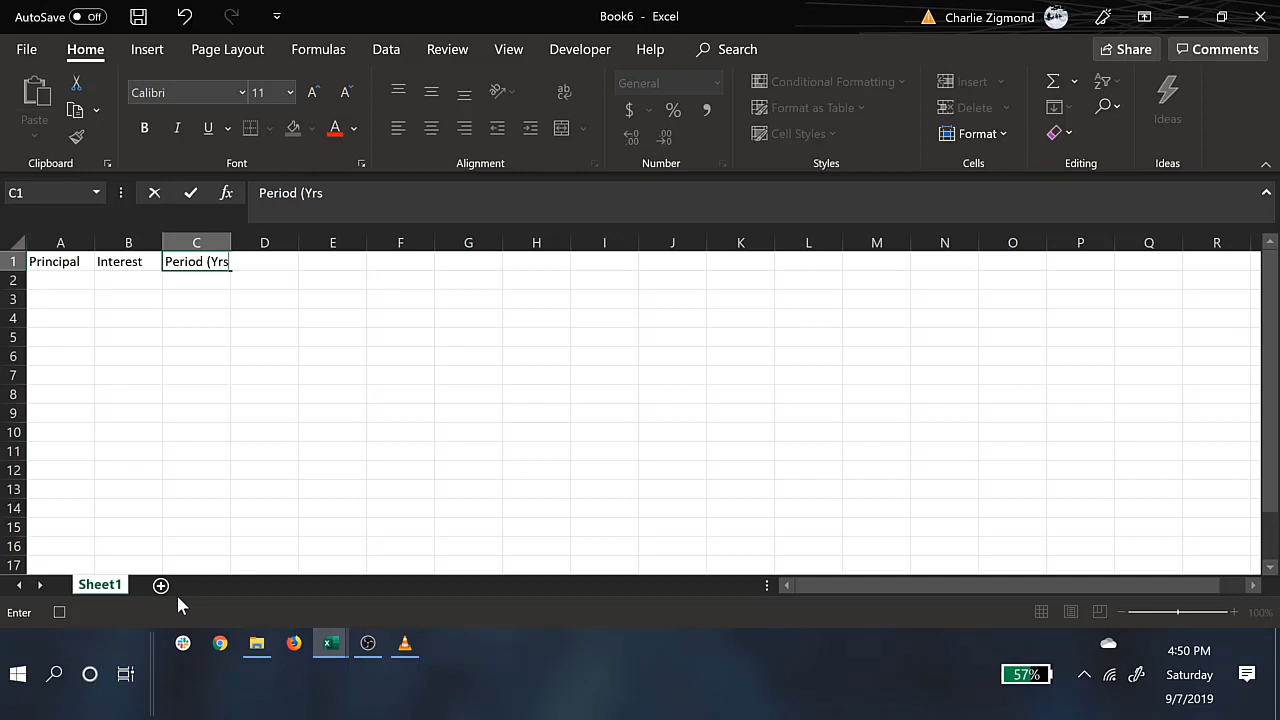 AutoSave Off Book6 - Excel Charlie Zigmond
File Home Insert Page Layout Formulas Data Review View Developer Help Search Share Comments
Paste Calibri 11 General Conditional Formatting Insert
Format as Table Delete Ideas
Cell Styles Format
Clipboard Font Alignment Number Styles Cells Editing Ideas
C1 fx Period (Yrs
A B C D E F G H I J K L M N O P Q R
1 Principal Interest Period (Yrs
2
3
4
5
6
7
8
9
10
11
12
13
14
15
16
17
Sheet1
Enter 100%
4:50 PM
57% Saturday
9/7/2019